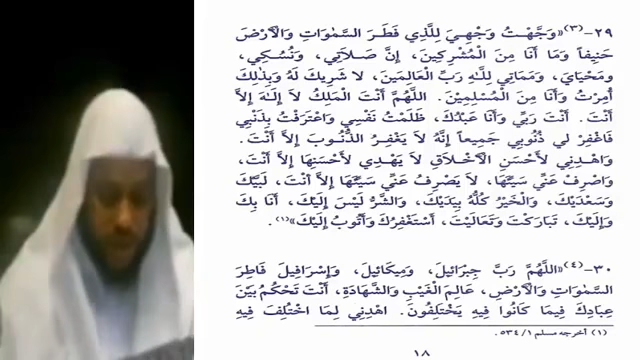 ٢٩-(٣)«وَجَّهْتُ وَجْهِيَ لِلَّذِي فَطَرَ السَّمَوَاتِ وَالأَرْضَ
حَنِيفاً وَمَا أَنَا مِنَ الْمُشْرِكِينَ، إِنَّ صَلاَتِي، وَنُسُكِي،
وَمَحْيَايَ، وَمَمَاتِي لِلَّهِ رَبِّ الْعَالَمِينَ، لاَ شَرِيكَ لَهُ وَبِذَلِكَ
أُمِرْتُ وَأَنَا مِنَ الْمُسْلِمِينَ. اللَّهُمَّ أَنْتَ الْمَلِكُ لاَ إِلَهَ إِلاَّ
أَنْتَ. أَنْتَ رَبِّي وَأَنَا عَبْدُكَ، ظَلَمْتُ نَفْسِي وَاعْتَرَفْتُ بِذَنْبِي
فَاغْفِرْ لِي ذُنُوبِي جَمِيعاً إِنَّهُ لاَ يَغْفِرُ الذُّنُوبَ إِلاَّ أَنْتَ.
وَاهْدِنِي لأَحْسَنِ الأَخْلاَقِ لاَ يَهْدِي لأَحْسَنِهَا إِلاَّ أَنْتَ،
وَاصْرِفْ عَنِّي سَيِّئَهَا، لاَ يَصْرِفُ عَنِّي سَيِّئَهَا إِلاَّ أَنْتَ، لَبَّيْكَ
وَسَعْدَيْكَ، وَالْخَيْرُ كُلُّهُ بِيَدَيْكَ، وَالشَّرُّ لَيْسَ إِلَيْكَ، أَنَا بِكَ
وَإِلَيْكَ، تَبَارَكْتَ وَتَعَالَيْتَ، أَسْتَغْفِرُكَ وَأَتُوبُ إِلَيْكَ»(١).
٣٠-(٤)«اللَّهُمَّ رَبَّ جِبْرَائِيلَ، وَمِيكَائِيلَ، وَإِسْرَافِيلَ فَاطِرَ
السَّمَوَاتِ وَالأَرْضِ، عَالِمَ الْغَيْبِ وَالشَّهَادَةِ، أَنْتَ تَحْكُمُ بَيْنَ
عِبَادِكَ فِيمَا كَانُوا فِيهِ يَخْتَلِفُونَ. اهْدِنِي لِمَا اخْتُلِفَ فِيهِ
(١) أخرجه مسلم ١/ ٥٣٤.
١٨